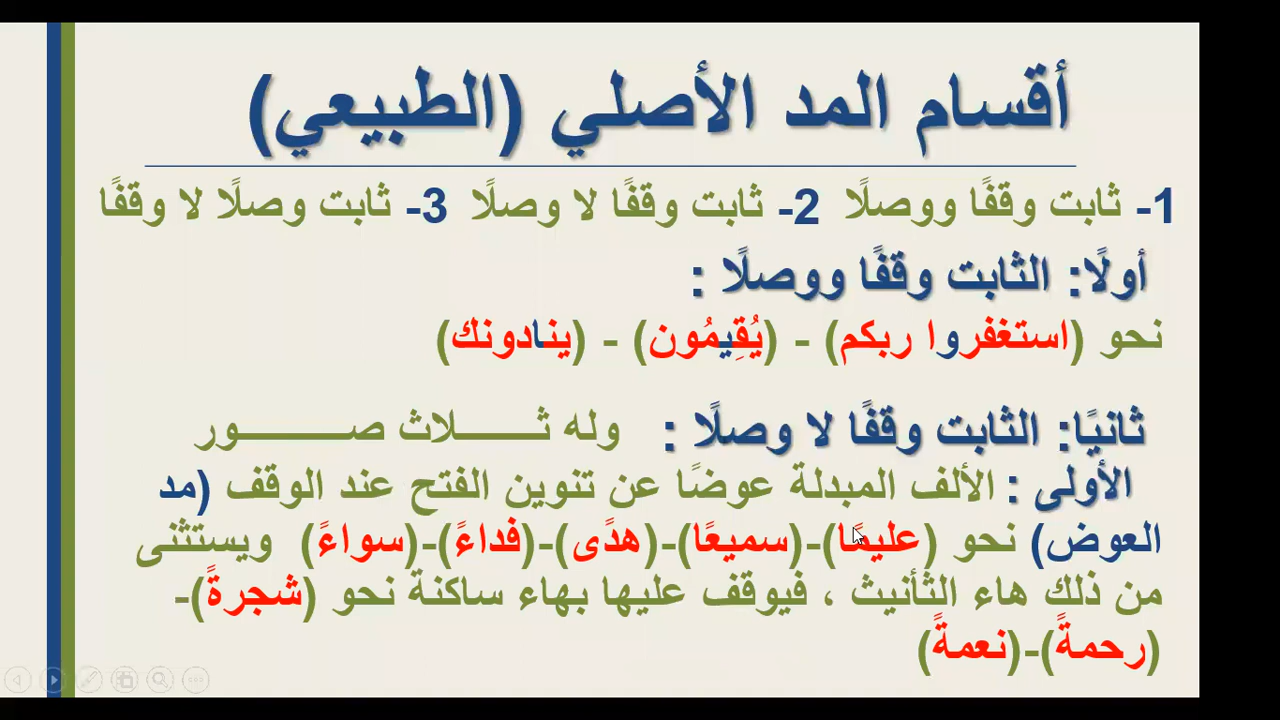 أقسام المد الأصلي (الطبيعي)
1- ثابت وقفًا ووصلًا 2- ثابت وقفًا لا وصلًا 3- ثابت وصلًا لا وقفًا
أولًا: الثابت وقفًا ووصلًا :
نحو (استغفروا ربكم) - (يُقِيمُون) - (ينادونك)
ثانيًا: الثابت وقفًا لا وصلًا : وله ثـــــلاث صـــــــور
الأولى : الألف المبدلة عوضًا عن تنوين الفتح عند الوقف (مد
العوض) نحو (عليمًا)-(سميعًا)-(هدًى)-(فداءً)-(سواءً) ويستثنى
من ذلك هاء الثأنيث ، فيوقف عليها بهاء ساكنة نحو (شجرةً)-
(رحمةً)-(نعمةً)